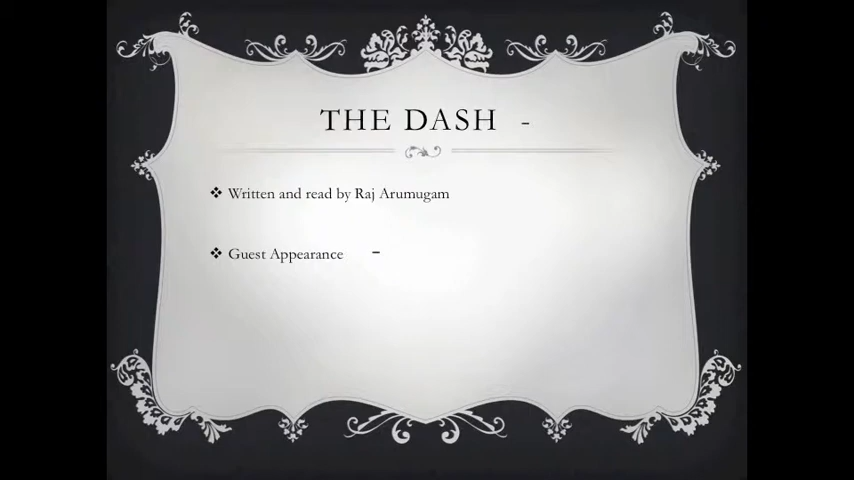 THE DASH -
❖ Written and read by Raj Arumugam
❖ Guest Appearance -